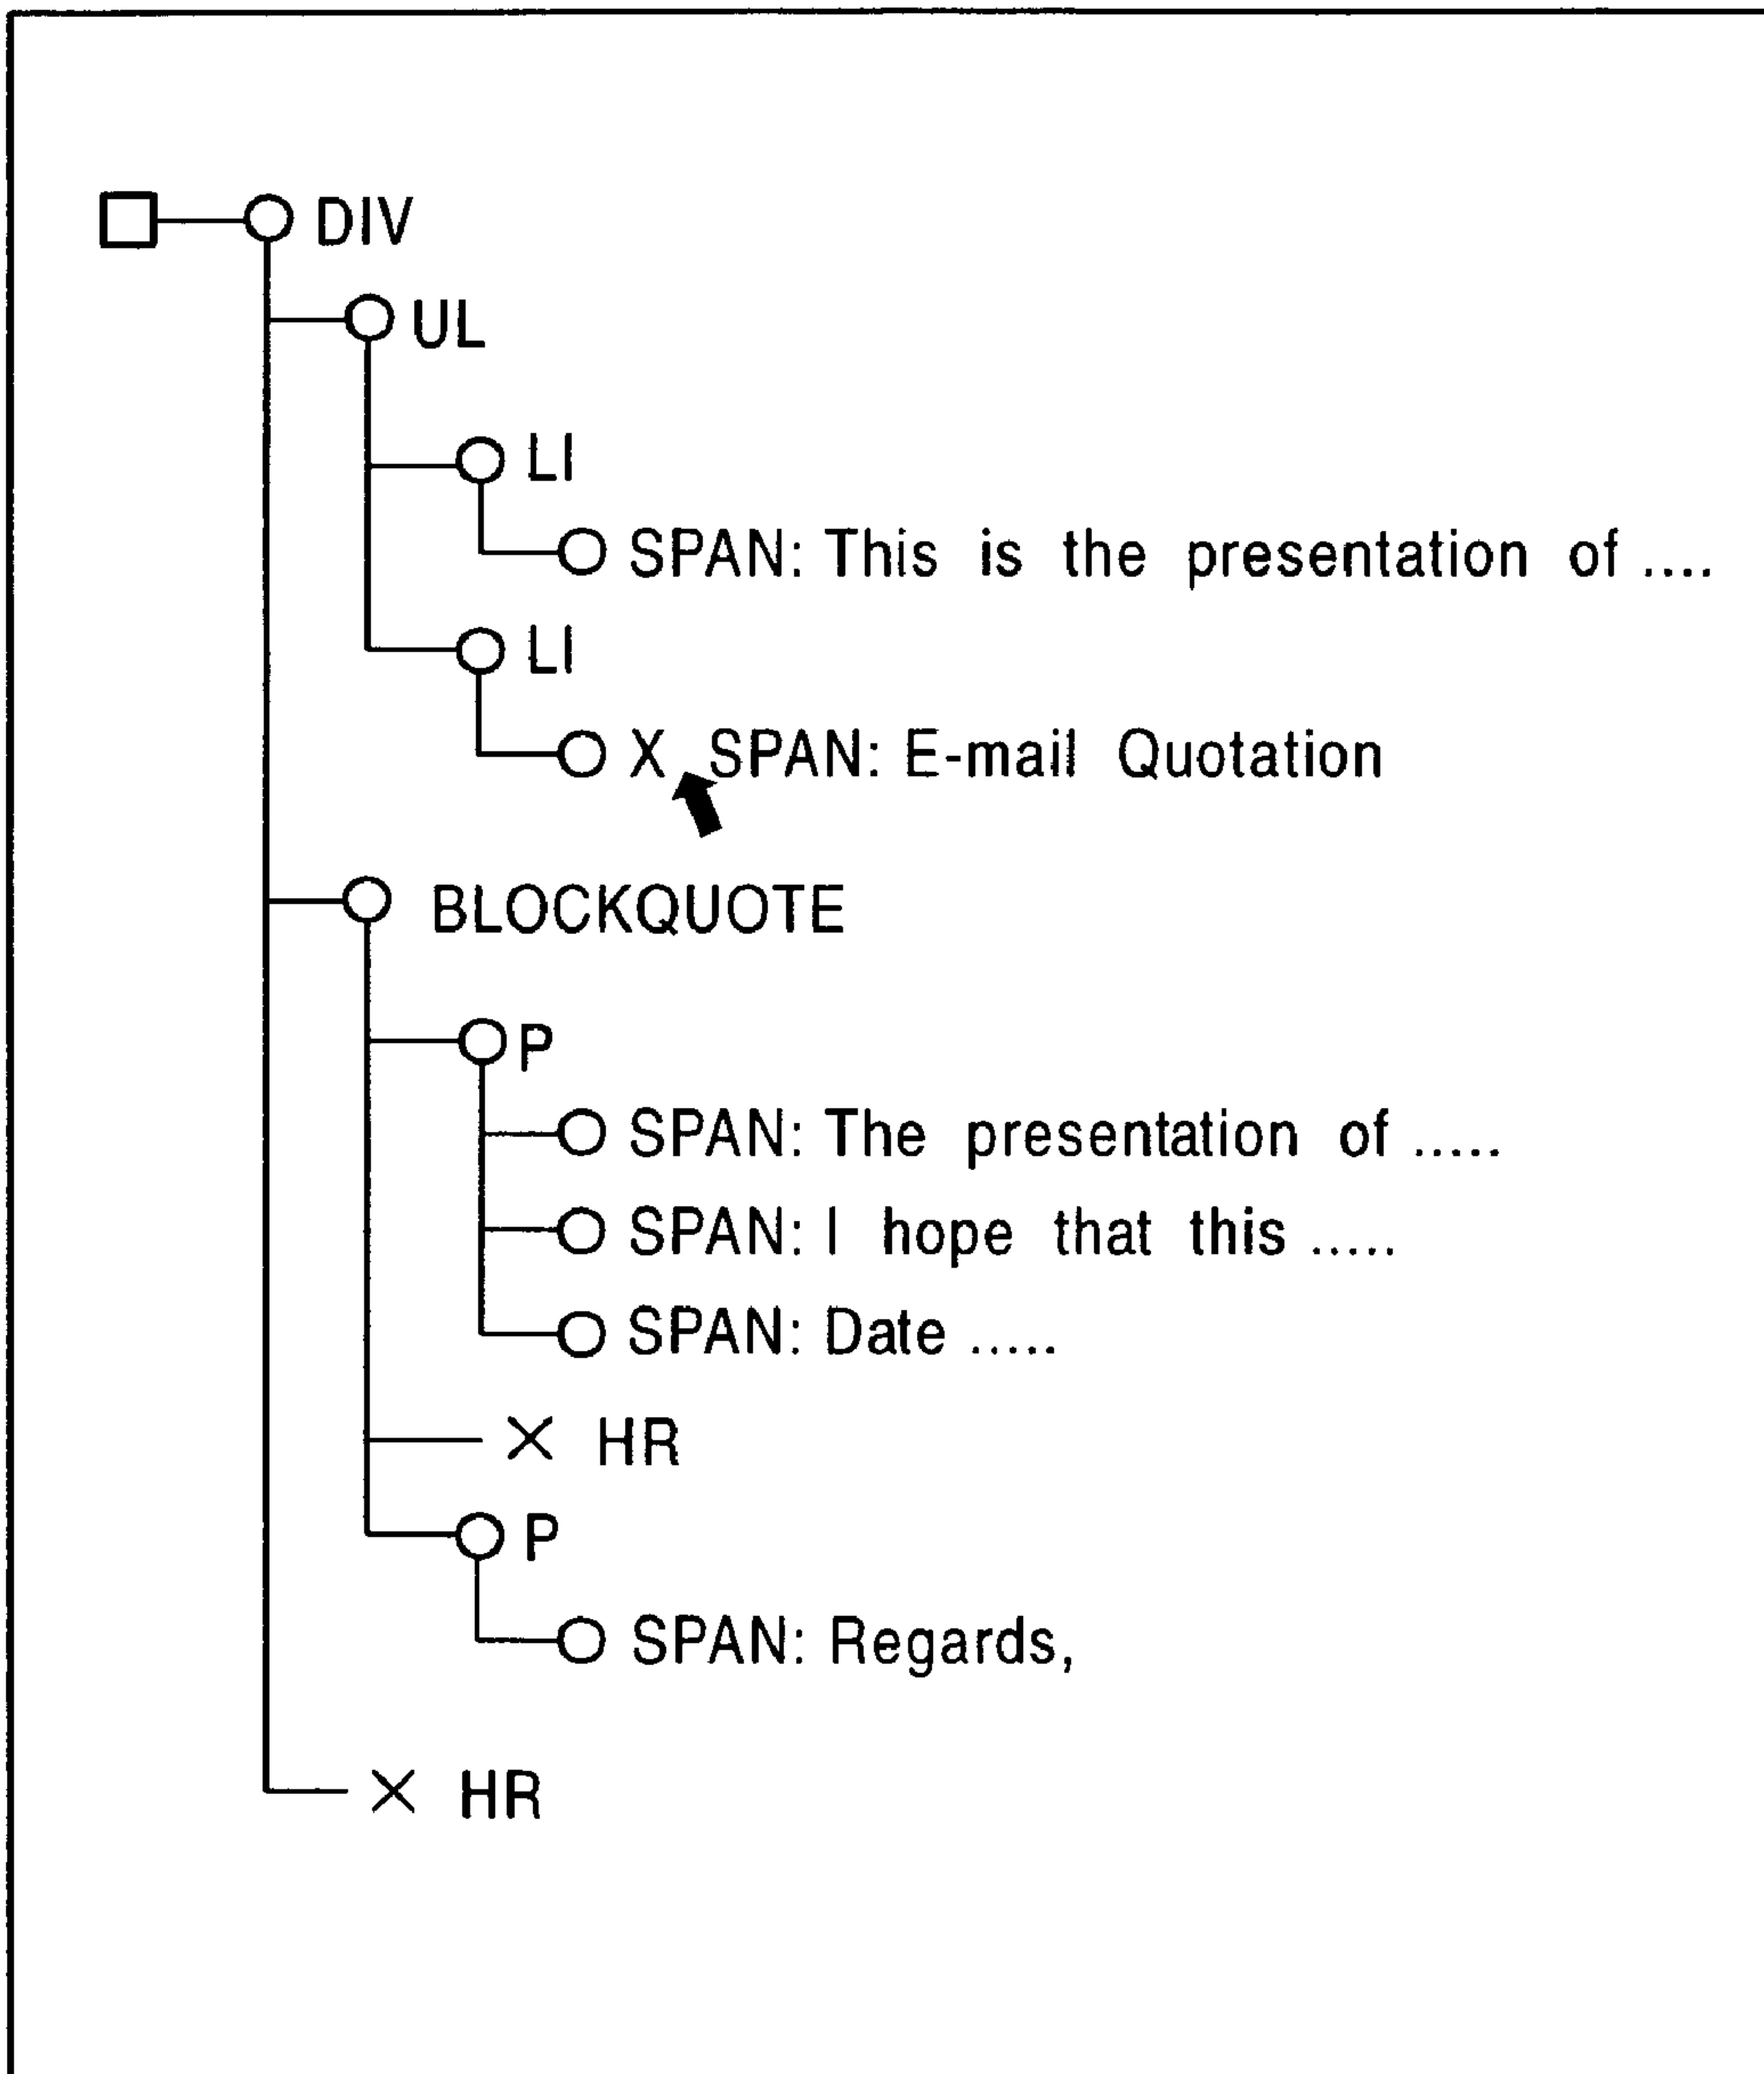 DIV
UL
LI
SPAN: This is the presentation of ....
LI
X SPAN: E-mail Quotation
BLOCKQUOTE
P
SPAN: The presentation of .....
SPAN: I hope that this .....
SPAN: Date .....
X HR
P
SPAN: Regards,
X HR